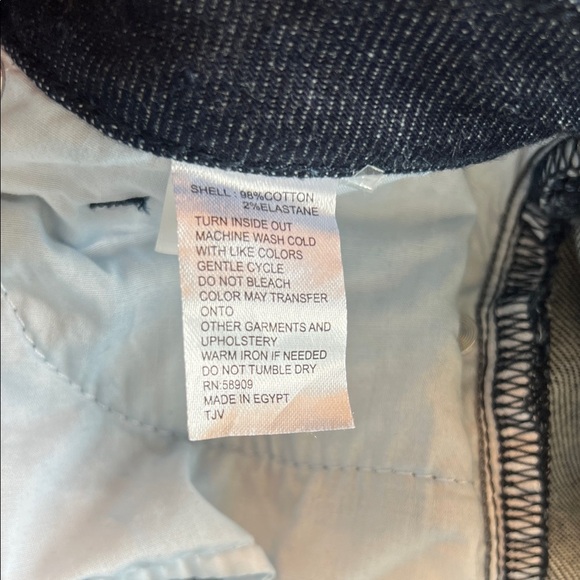 SHELL : 98%COTTON
2%ELASTANE
TURN INSIDE OUT
MACHINE WASH COLD
WITH LIKE COLORS
GENTLE CYCLE
DO NOT BLEACH
COLOR MAY TRANSFER
ONTO
OTHER GARMENTS AND
UPHOLSTERY
WARM IRON IF NEEDED
DO NOT TUMBLE DRY
RN:58909
MADE IN EGYPT
TJV